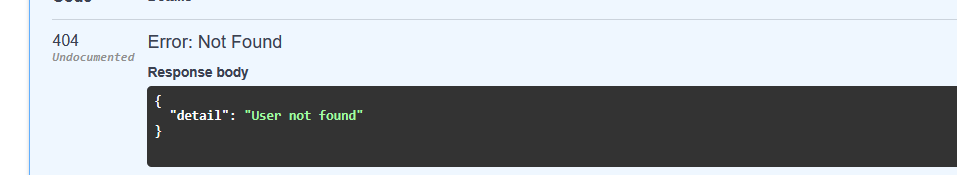 404
Error: Not Found
Undocumented
Response body
{
"detail": "User not found"
}